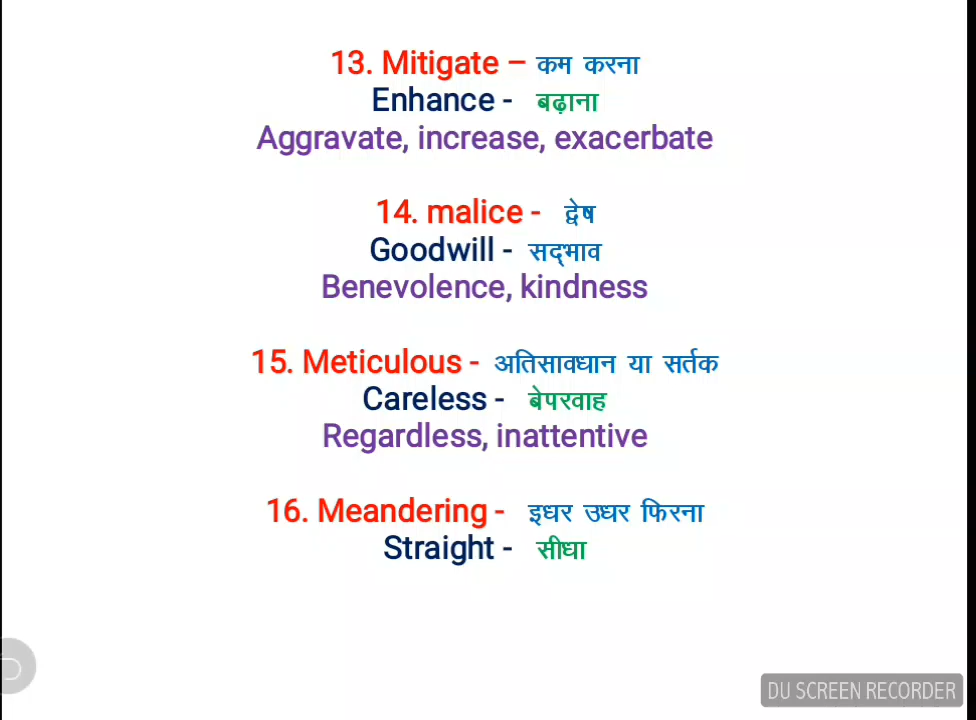 13. Mitigate – कम करना
Enhance - बढ़ाना
Aggravate, increase, exacerbate
14. malice - द्वेष
Goodwill - सद्भाव
Benevolence, kindness
15. Meticulous - अतिसावधान या सर्तक
Careless - बेपरवाह
Regardless, inattentive
16. Meandering - इधर उधर फिरना
Straight - सीधा
DU SCREEN RECORDER